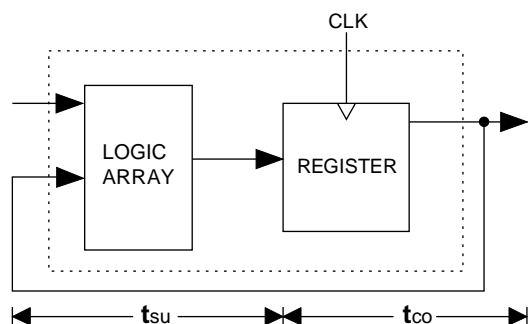 CLK
LOGIC
ARRAY
REGISTER
tsu
tco